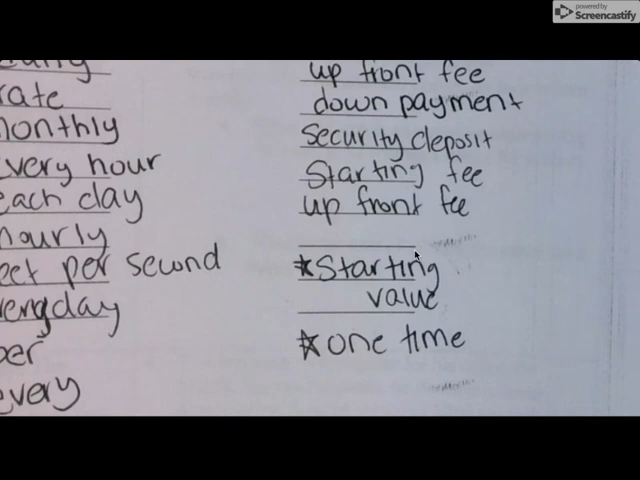 powered by
Screencastify
rate
monthly
every hour
each day
hourly
feet per second
everyday
per
every
up front fee
down payment
Security deposit
Starting fee
up front fee
*Starting
value
*one time